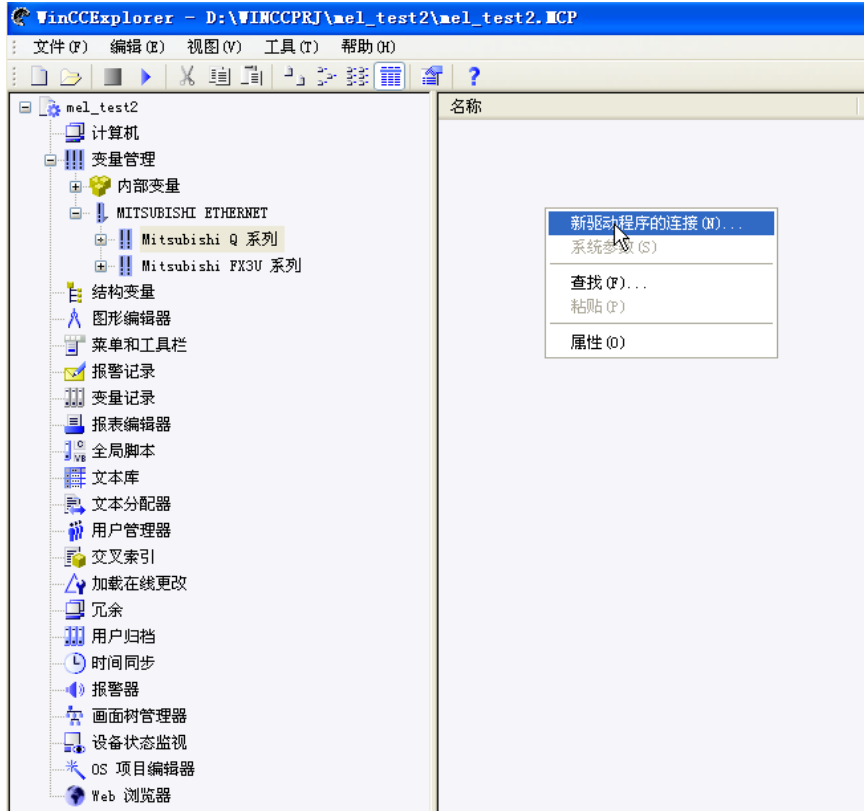 WinCCExplorer - D:\WINCCPRJ\mel_test2\mel_test2.MCP
文件(F) 编辑(E) 视图(V) 工具(T) 帮助(H)
mel_test2
名称
计算机
变量管理
内部变量
MITSUBISHI ETHERNET
Mitsubishi Q 系列
Mitsubishi FX3U 系列
结构变量
图形编辑器
菜单和工具栏
报警记录
变量记录
报表编辑器
全局脚本
文本库
文本分配器
用户管理器
交叉索引
加载在线更改
冗余
用户归档
时间同步
报警器
画面树管理器
设备状态监视
OS 项目编辑器
Web 浏览器
新驱动程序的连接(N)...
系统参数(S)
查找(F)...
粘贴(P)
属性(O)